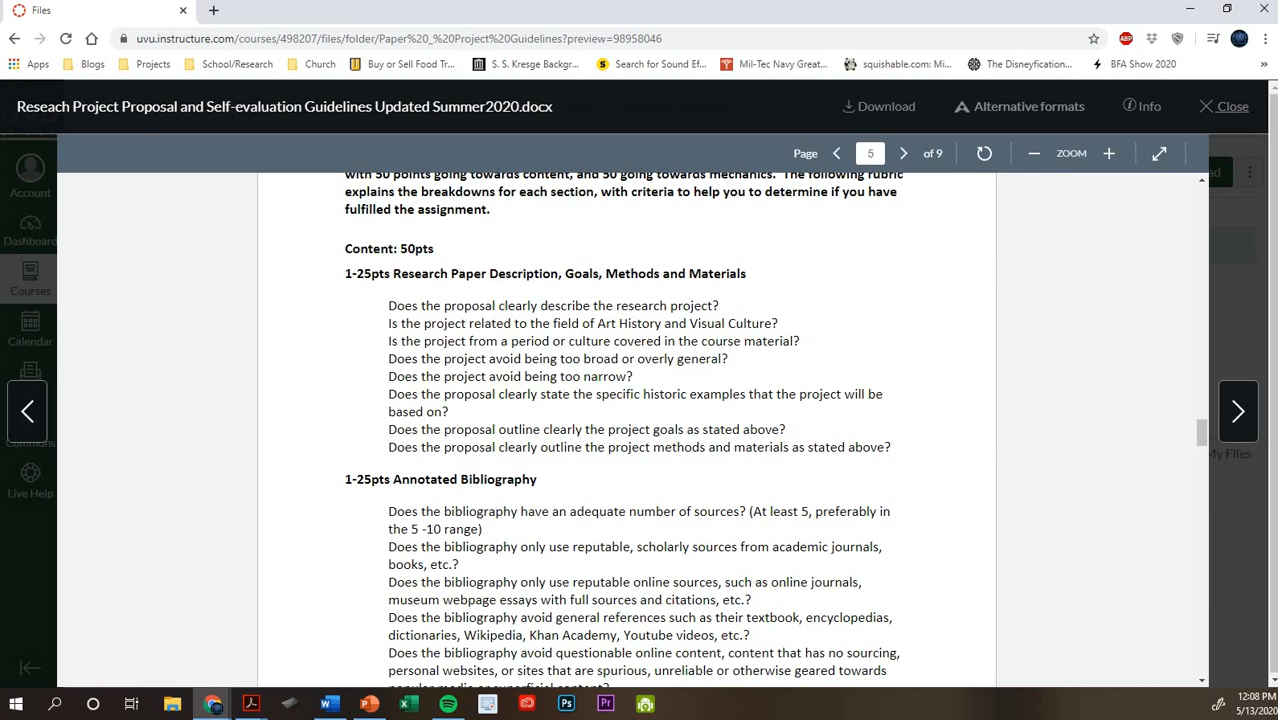 Files
uvu.instructure.com/courses/498207/files/folder/Paper%20_%20Project%20Guidelines?preview=98958046
ABP
Apps
Blogs
Projects
School/Research
Church
Buy or Sell Food Tr...
S. S. Kresge Backgr...
Search for Sound Ef...
Mil-Tec Navy Great...
squishable.com: Mi...
The Disneyfication...
BFA Show 2020
Reseach Project Proposal and Self-evaluation Guidelines Updated Summer2020.docx
Download
Alternative formats
Info
Close
Page 5 of 9
ZOOM
Account
Dashboard
Courses
Calendar
Live Help
My Files
with 50 points going towards content, and 50 going towards mechanics. The following rubric
explains the breakdowns for each section, with criteria to help you to determine if you have
fulfilled the assignment.
Content: 50pts
1-25pts Research Paper Description, Goals, Methods and Materials
Does the proposal clearly describe the research project?
Is the project related to the field of Art History and Visual Culture?
Is the project from a period or culture covered in the course material?
Does the project avoid being too broad or overly general?
Does the project avoid being too narrow?
Does the proposal clearly state the specific historic examples that the project will be
based on?
Does the proposal outline clearly the project goals as stated above?
Does the proposal clearly outline the project methods and materials as stated above?
1-25pts Annotated Bibliography
Does the bibliography have an adequate number of sources? (At least 5, preferably in
the 5 -10 range)
Does the bibliography only use reputable, scholarly sources from academic journals,
books, etc.?
Does the bibliography only use reputable online sources, such as online journals,
museum webpage essays with full sources and citations, etc.?
Does the bibliography avoid general references such as their textbook, encyclopedias,
dictionaries, Wikipedia, Khan Academy, Youtube videos, etc.?
Does the bibliography avoid questionable online content, content that has no sourcing,
personal websites, or sites that are spurious, unreliable or otherwise geared towards
12:08 PM
5/13/2020